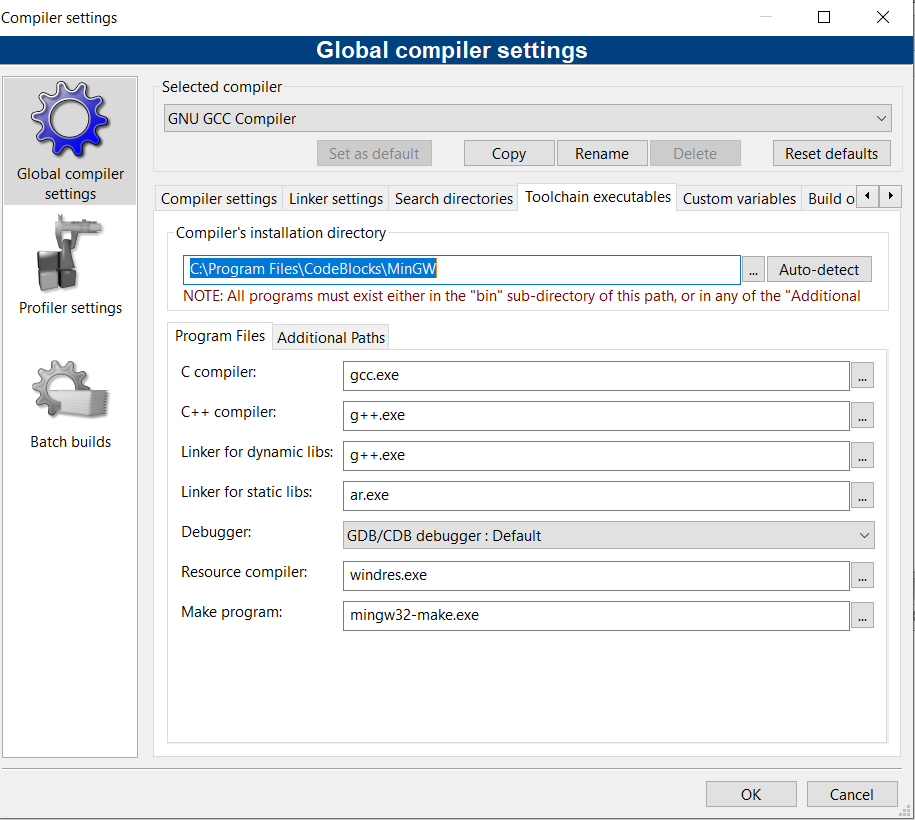 Compiler settings
Global compiler settings
Global compiler
settings
Profiler settings
Batch builds
Selected compiler
GNU GCC Compiler
Set as default
Copy
Rename
Delete
Reset defaults
Compiler settings
Linker settings
Search directories
Toolchain executables
Custom variables
Build o
Compiler's installation directory
C:\Program Files\CodeBlocks\MinGW
...
Auto-detect
NOTE: All programs must exist either in the "bin" sub-directory of this path, or in any of the "Additional
Program Files
Additional Paths
C compiler:
gcc.exe
...
C++ compiler:
g++.exe
...
Linker for dynamic libs:
g++.exe
...
Linker for static libs:
ar.exe
...
Debugger:
GDB/CDB debugger : Default
Resource compiler:
windres.exe
...
Make program:
mingw32-make.exe
...
OK
Cancel